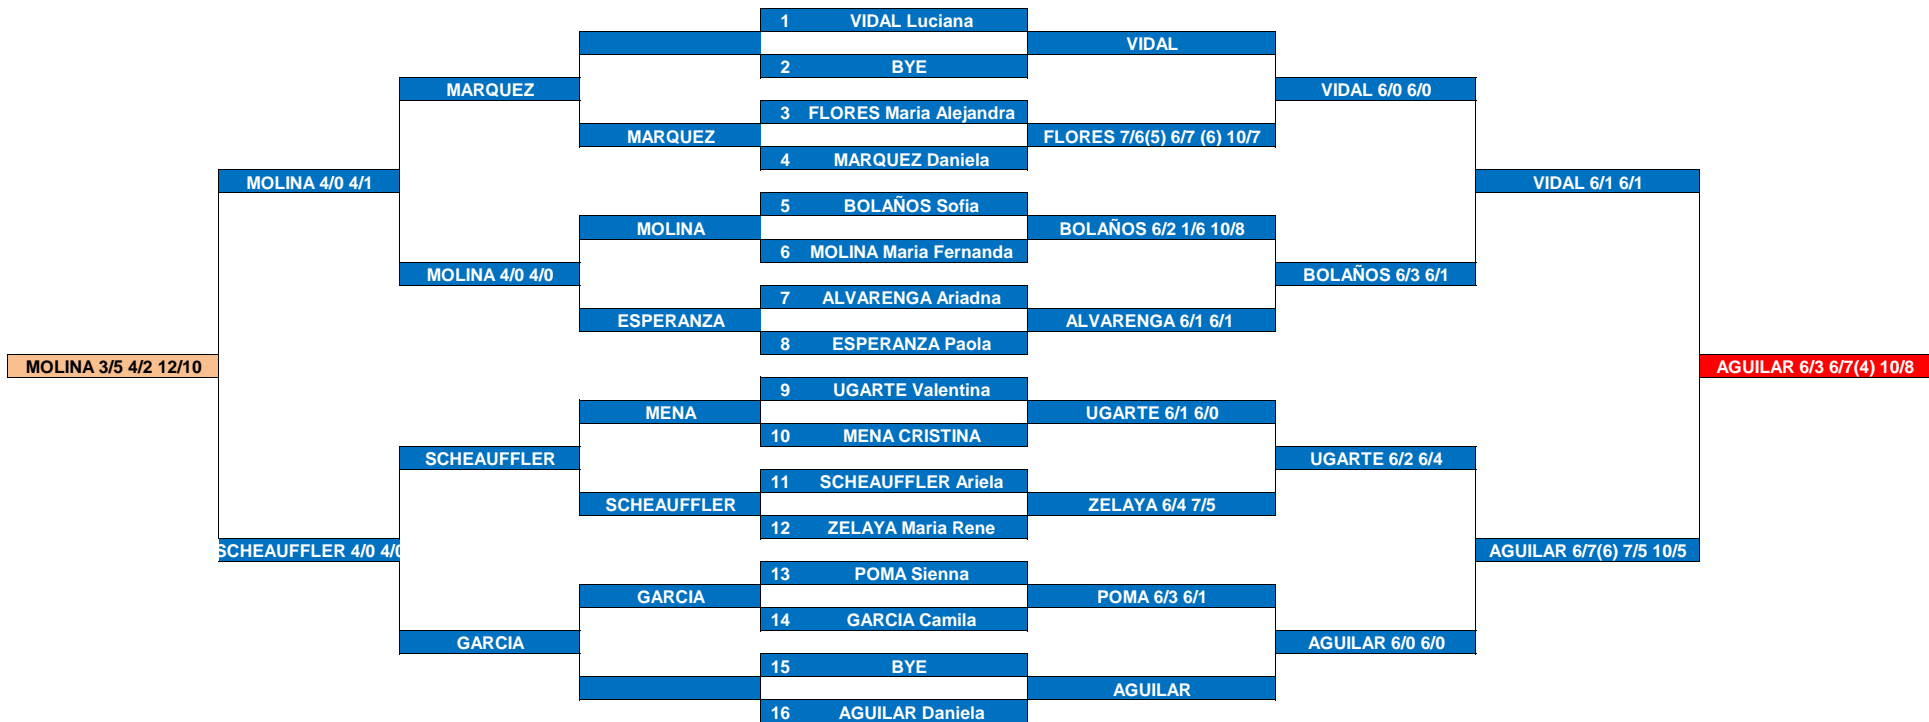 1 VIDAL Luciana
VIDAL
2 BYE
MARQUEZ
VIDAL 6/0 6/0
3 FLORES Maria Alejandra
MARQUEZ
FLORES 7/6(5) 6/7 (6) 10/7
4 MARQUEZ Daniela
MOLINA 4/0 4/1
VIDAL 6/1 6/1
5 BOLAÑOS Sofia
MOLINA
BOLAÑOS 6/2 1/6 10/8
6 MOLINA Maria Fernanda
MOLINA 4/0 4/0
BOLAÑOS 6/3 6/1
7 ALVARENGA Ariadna
ESPERANZA
ALVARENGA 6/1 6/1
8 ESPERANZA Paola
MOLINA 3/5 4/2 12/10
AGUILAR 6/3 6/7(4) 10/8
9 UGARTE Valentina
MENA
UGARTE 6/1 6/0
10 MENA CRISTINA
SCHEAUFFLER
UGARTE 6/2 6/4
11 SCHEAUFFLER Ariela
SCHEAUFFLER
ZELAYA 6/4 7/5
12 ZELAYA Maria Rene
SCHEAUFFLER 4/0 4/0
AGUILAR 6/7(6) 7/5 10/5
13 POMA Sienna
GARCIA
POMA 6/3 6/1
14 GARCIA Camila
GARCIA
AGUILAR 6/0 6/0
15 BYE
AGUILAR
16 AGUILAR Daniela